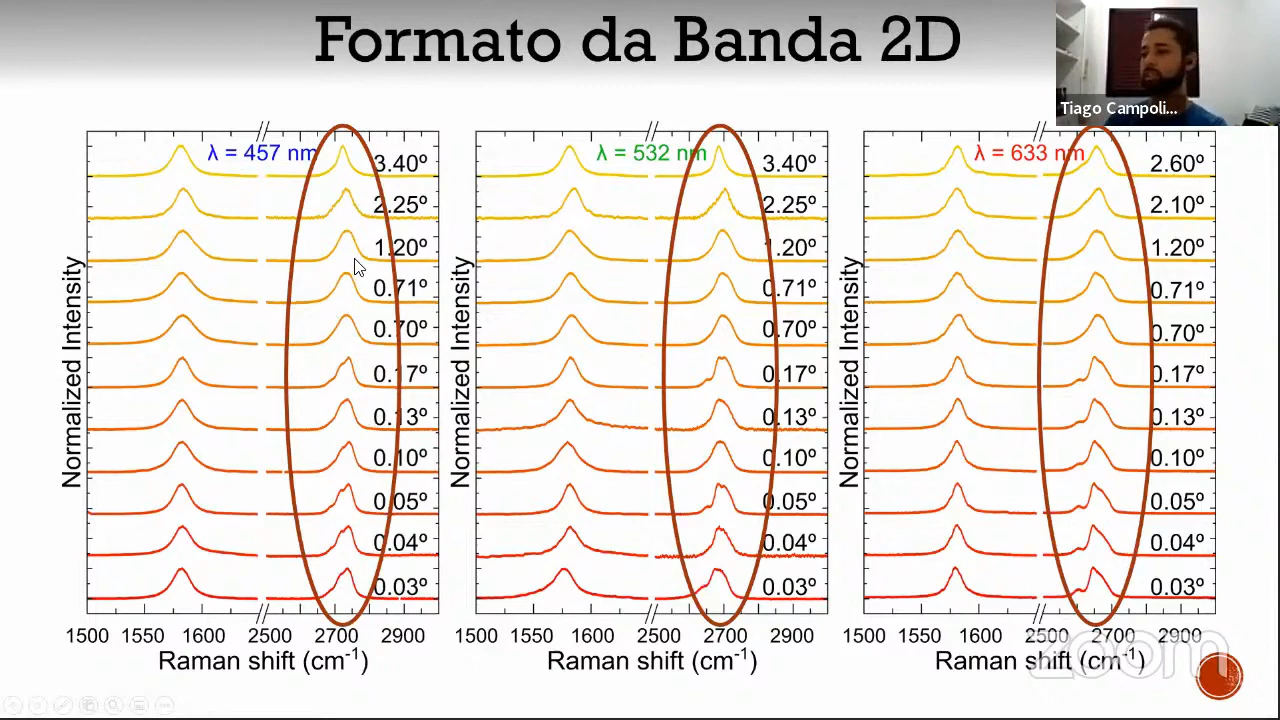 Formato da Banda 2D
Tiago Campoli...
λ = 457 nm
3.40º
2.25º
1.20º
0.71º
0.70º
0.17º
0.13º
0.10º
0.05º
0.04º
0.03º
Normalized Intensity
1500 1550 1600 2500 2700 2900
Raman shift (cm-1)
λ = 532 nm
3.40º
2.25º
1.20º
0.71º
0.70º
0.17º
0.13º
0.10º
0.05º
0.04º
0.03º
Normalized Intensity
1500 1550 1600 2500 2700 2900
Raman shift (cm-1)
λ = 633 nm
2.60º
2.10º
1.20º
0.71º
0.70º
0.17º
0.13º
0.10º
0.05º
0.04º
0.03º
Normalized Intensity
1500 1550 1600 2500 2700 2900
Raman shift (cm-1)
zoom